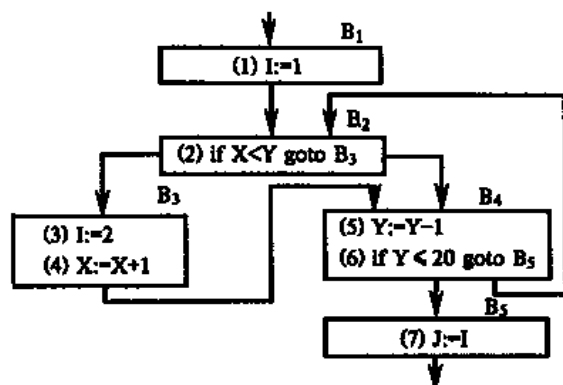 B₁
(1) I:=1
B₂
(2) if X<Y goto B₃
B₃
(3) I:=2
(4) X:=X+1
B₄
(5) Y:=Y-1
(6) if Y⩽20 goto B₅
B₅
(7) J:=I